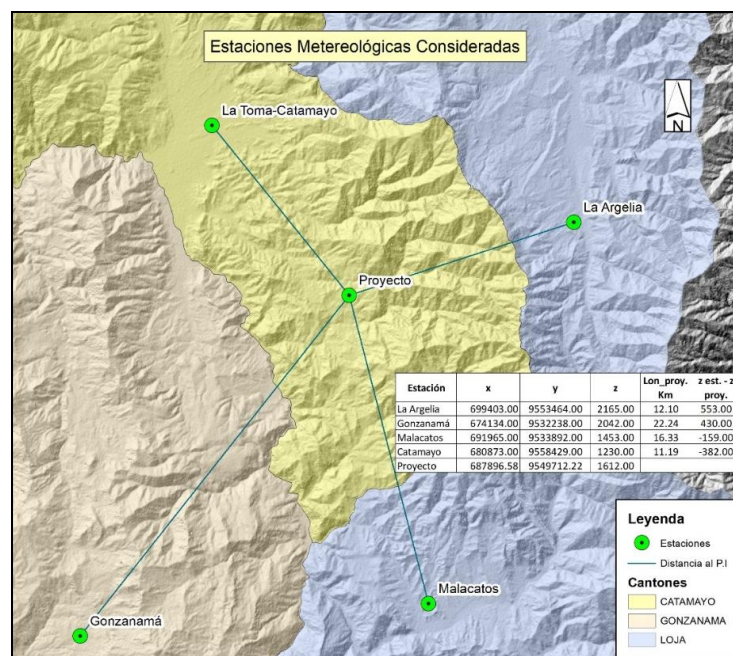 Estaciones Metereológicas Consideradas
La Toma-Catamayo
N
La Argelia
Proyecto
Estación x y z Lon_proy. Km z est. - z proy.
La Argelia 699403.00 9553464.00 2165.00 12.10 553.00
Gonzanamá 674134.00 9532238.00 2042.00 22.24 430.00
Malacatos 691965.00 9533892.00 1453.00 16.33 -159.00
Catamayo 680873.00 9558429.00 1230.00 11.19 -382.00
Proyecto 687896.58 9549712.22 1612.00
Leyenda
Estaciones
Distancia al P.I
Cantones
CATAMAYO
GONZANAMA
LOJA
Malacatos
Gonzanamá